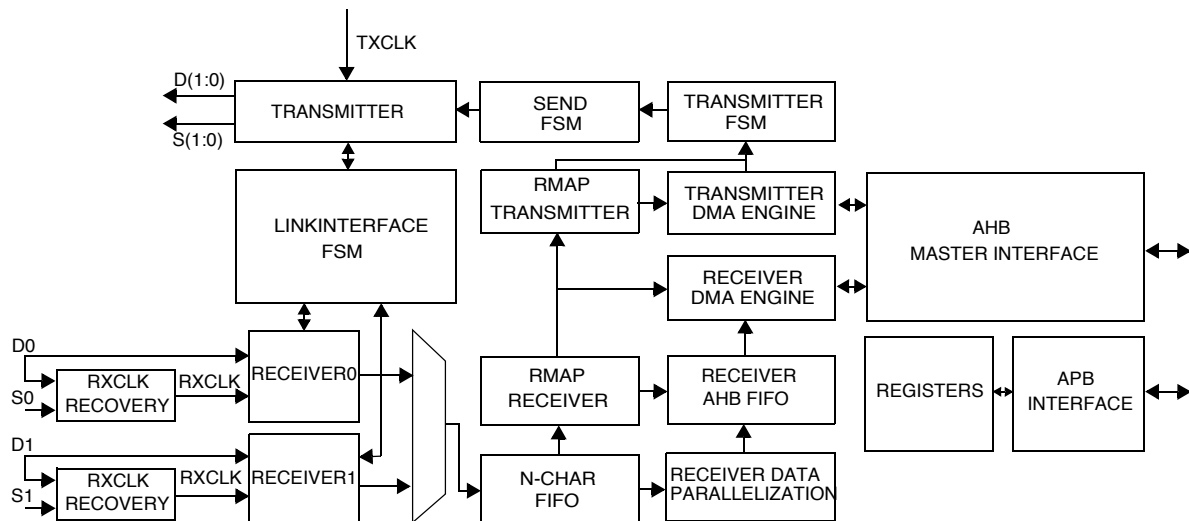 TXCLK
D(1:0)
S(1:0)
TRANSMITTER
SEND
FSM
TRANSMITTER
FSM
LINKINTERFACE
FSM
RMAP
TRANSMITTER
TRANSMITTER
DMA ENGINE
AHB
MASTER INTERFACE
RECEIVER
DMA ENGINE
D0
S0
RXCLK
RECOVERY
RXCLK
RECEIVER0
RMAP
RECEIVER
RECEIVER
AHB FIFO
REGISTERS
APB
INTERFACE
D1
S1
RXCLK
RECOVERY
RXCLK
RECEIVER1
N-CHAR
FIFO
RECEIVER DATA
PARALLELIZATION